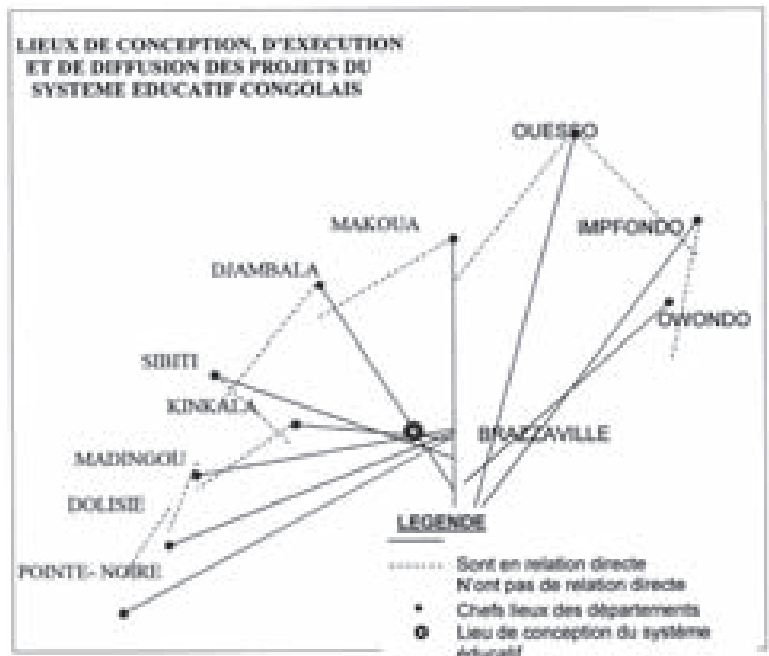 LIEUX DE CONCEPTION, D'EXECUTION
ET DE DIFFUSION DES PROJETS DU
SYSTEME EDUCATIF CONGOLAIS
OUESSO
MAKOUA
IMPFONDO
DJAMBALA
OWONDO
SIBITI
KINKALA
BRAZZAVILLE
MADINGOU
DOLISIE
POINTE- NOIRE
LEGENDE
Sont en relation directe
N'ont pas de relation directe
Chefs lieux des départements
Lieu de conception du système
éducatif